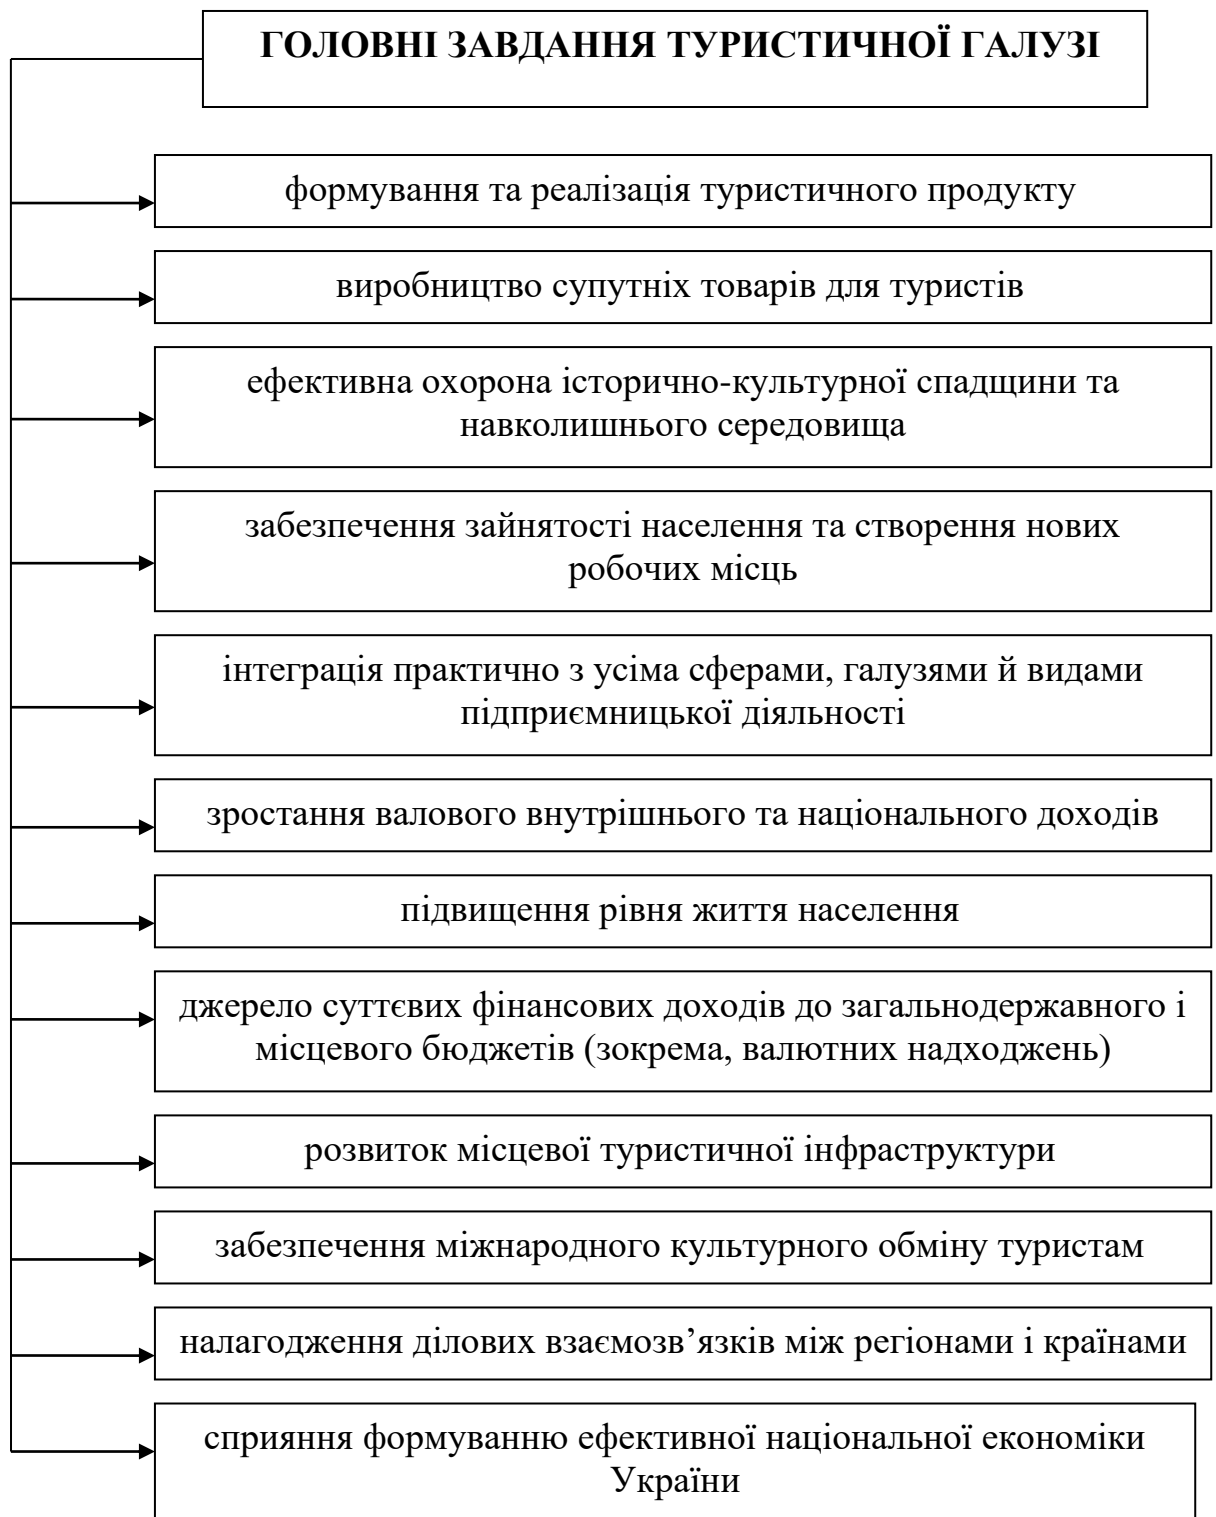 ГОЛОВНІ ЗАВДАННЯ ТУРИСТИЧНОЇ ГАЛУЗІ
формування та реалізація туристичного продукту
виробництво супутніх товарів для туристів
ефективна охорона історично-культурної спадщини та
навколишнього середовища
забезпечення зайнятості населення та створення нових
робочих місць
інтеграція практично з усіма сферами, галузями й видами
підприємницької діяльності
зростання валового внутрішнього та національного доходів
підвищення рівня життя населення
джерело суттєвих фінансових доходів до загальнодержавного і
місцевого бюджетів (зокрема, валютних надходжень)
розвиток місцевої туристичної інфраструктури
забезпечення міжнародного культурного обміну туристам
налагодження ділових взаємозв’язків між регіонами і країнами
сприяння формуванню ефективної національної економіки
України